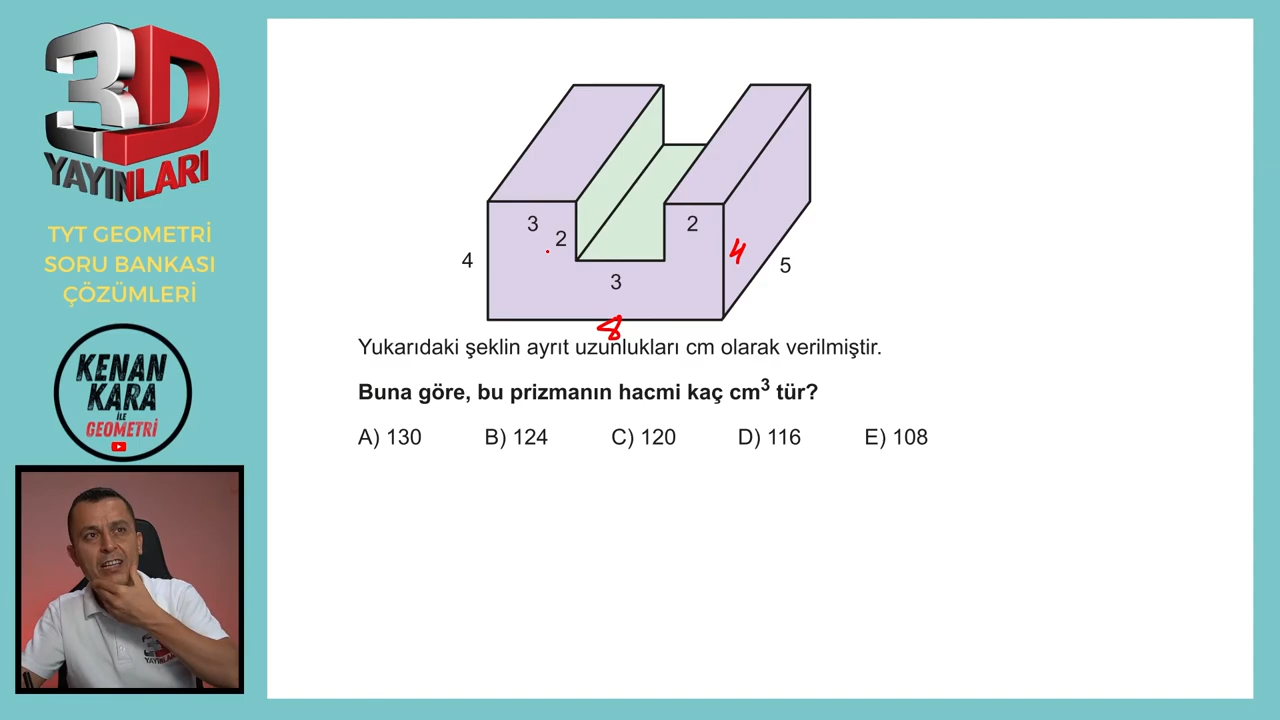 3D
YAYINLARI
TYT GEOMETRİ
SORU BANKASI
ÇÖZÜMLERİ
KENAN
KARA
İLE
GEOMETRİ
3D
YAYINLARI
3
2
2
4
4
5
3
8
Yukarıdaki şeklin ayrıt uzunlukları cm olarak verilmiştir.
Buna göre, bu prizmanın hacmi kaç cm³ tür?
A) 130 B) 124 C) 120 D) 116 E) 108